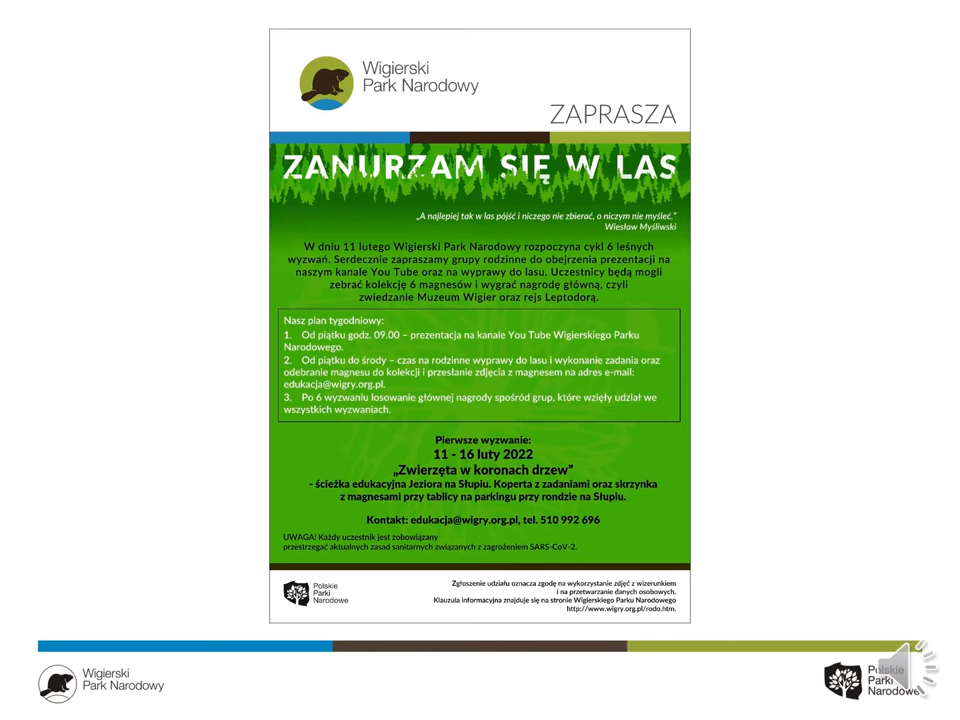 Wigierski
Park Narodowy
ZAPRASZA
ZANURZAM SIĘ W LAS
„A najlepiej tak w las pójść i niczego nie zbierać, o niczym nie myśleć.”
Wiesław Myśliwski
W dniu 11 lutego Wigierski Park Narodowy rozpoczyna cykl 6 leśnych
wyzwań. Serdecznie zapraszamy grupy rodzinne do obejrzenia prezentacji na
naszym kanale You Tube oraz na wyprawy do lasu. Uczestnicy będą mogli
zebrać kolekcję 6 magnesów i wygrać nagrodę główną, czyli
zwiedzanie Muzeum Wigier oraz rejs Leptodorą.
Nasz plan tygodniowy:
1. Od piątku godz. 09.00 – prezentacja na kanale You Tube Wigierskiego Parku
Narodowego.
2. Od piątku do środy – czas na rodzinne wyprawy do lasu i wykonanie zadania oraz
odebranie magnesu do kolekcji i przesłanie zdjęcia z magnesem na adres e-mail:
edukacja@wigry.org.pl.
3. Po 6 wyzwaniu losowanie głównej nagrody spośród grup, które wzięły udział we
wszystkich wyzwaniach.
Pierwsze wyzwanie:
11 - 16 luty 2022
„Zwierzęta w koronach drzew”
- ścieżka edukacyjna Jeziora na Słupiu. Koperta z zadaniami oraz skrzynka
z magnesami przy tablicy na parkingu przy rondzie na Słupiu.
Kontakt: edukacja@wigry.org.pl, tel. 510 992 696
UWAGA! Każdy uczestnik jest zobowiązany
przestrzegać aktualnych zasad sanitarnych związanych z zagrożeniem SARS-CoV-2.
Polskie
Parki
Narodowe
Zgłoszenie udziału oznacza zgodę na wykorzystanie zdjęć z wizerunkiem
i na przetwarzanie danych osobowych.
Klauzula informacyjna znajduje się na stronie Wigierskiego Parku Narodowego
http://www.wigry.org.pl/rodo.htm.
Wigierski
Park Narodowy
Polskie
Parki
Narodowe